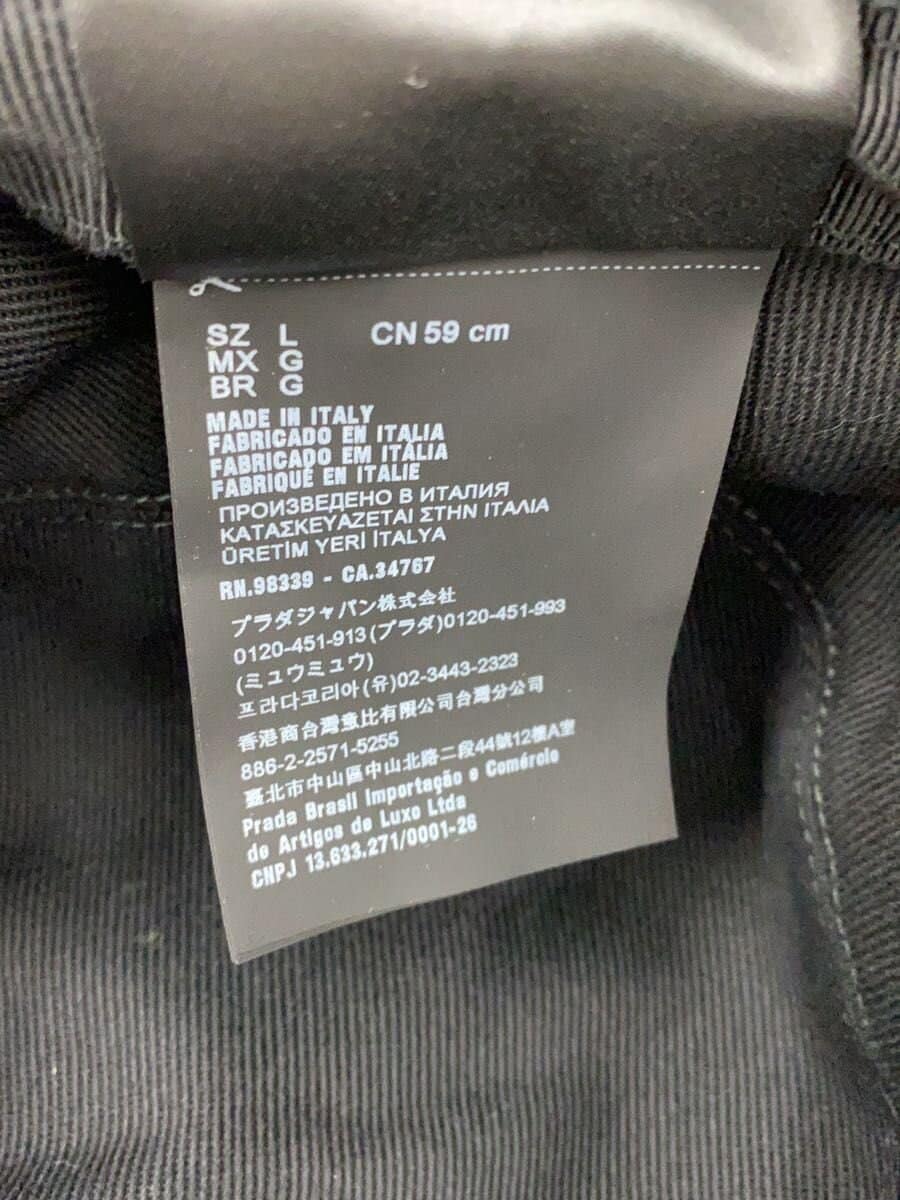 SZ L CN 59 cm
MX G
BR G
MADE IN ITALY
FABRICADO EN ITALIA
FABRICADO EM ITALIA
FABRIQUÉ EN ITALIE
ПРОИЗВЕДЕНО В ИТАЛИЯ
ΚΑΤΑΣΚΕΥΑΖΕΤΑΙ ΣΤΗΝ ΙΤΑΛΙΑ
ÜRETİM YERİ İTALYA
RN.98339 - CA.34767
プラダジャパン株式会社
0120-451-913(プラダ)0120-451-993
(ミュウミュウ)
프라다코리아(유)02-3443-2323
香港商台灣意比有限公司台灣分公司
886-2-2571-5255
臺北市中山區中山北路二段44號12樓A室
Prada Brasil Importação e Comércio
de Artigos de Luxo Ltda
CNPJ 13.633.271/0001-26